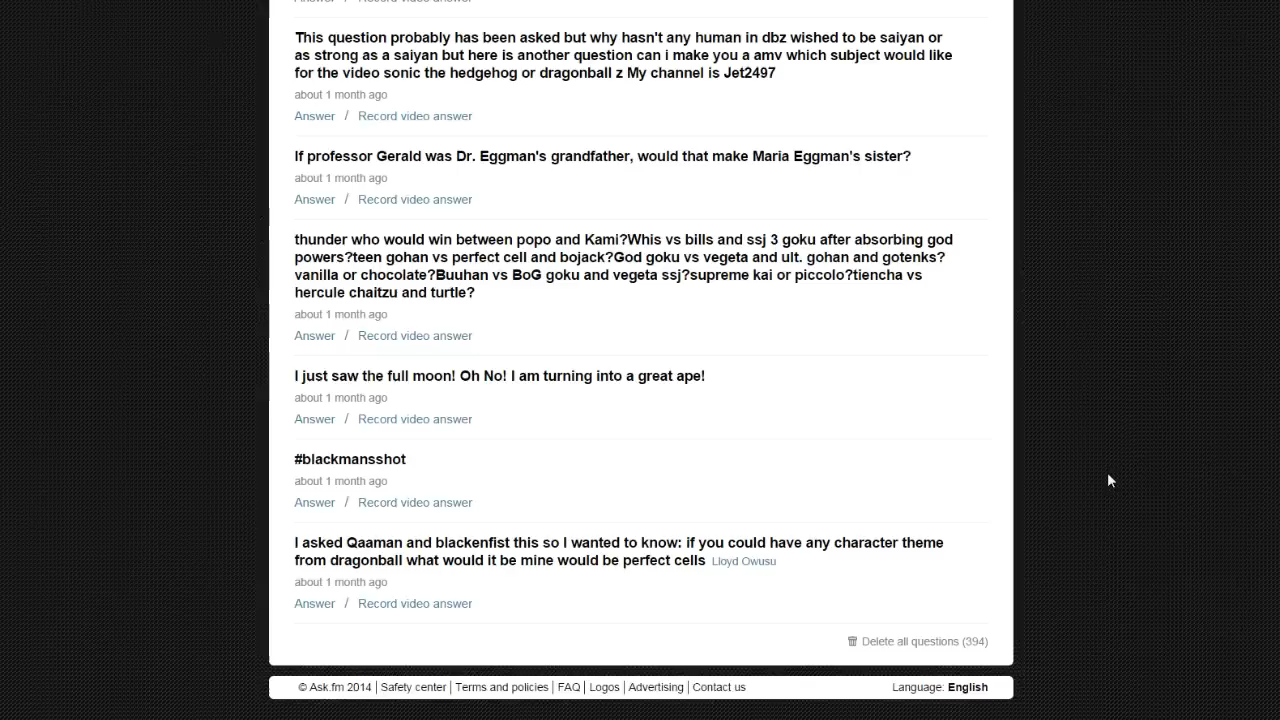 Answer / Record video answer
This question probably has been asked but why hasn't any human in dbz wished to be saiyan or
as strong as a saiyan but here is another question can i make you a amv which subject would like
for the video sonic the hedgehog or dragonball z My channel is Jet2497
about 1 month ago
Answer / Record video answer
If professor Gerald was Dr. Eggman's grandfather, would that make Maria Eggman's sister?
about 1 month ago
Answer / Record video answer
thunder who would win between popo and Kami?Whis vs bills and ssj 3 goku after absorbing god
powers?teen gohan vs perfect cell and bojack?God goku vs vegeta and ult. gohan and gotenks?
vanilla or chocolate?Buuhan vs BoG goku and vegeta ssj?supreme kai or piccolo?tiencha vs
hercule chaitzu and turtle?
about 1 month ago
Answer / Record video answer
I just saw the full moon! Oh No! I am turning into a great ape!
about 1 month ago
Answer / Record video answer
#blackmansshot
about 1 month ago
Answer / Record video answer
I asked Qaaman and blackenfist this so I wanted to know: if you could have any character theme
from dragonball what would it be mine would be perfect cells Lloyd Owusu
about 1 month ago
Answer / Record video answer
Delete all questions (394)
© Ask.fm 2014 | Safety center | Terms and policies | FAQ | Logos | Advertising | Contact us Language: English